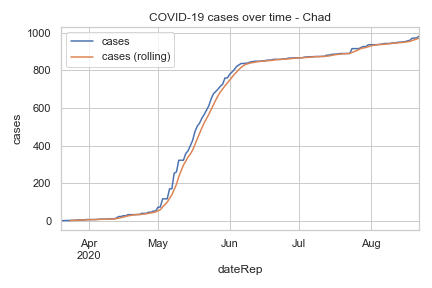 COVID-19 cases over time - Chad
cases
cases (rolling)
1000
800
600
400
200
0
cases
Apr
2020
May
Jun
Jul
Aug
dateRep